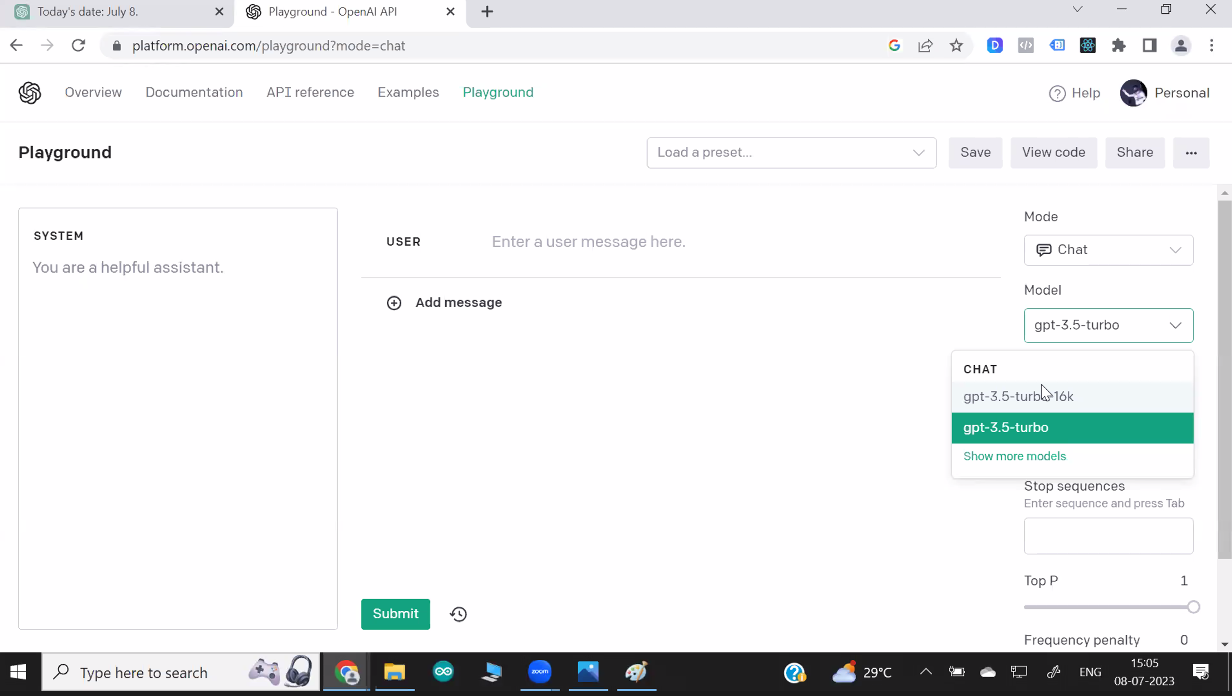 Today's date: July 8.
Playground - OpenAI API
platform.openai.com/playground?mode=chat
Overview
Documentation
API reference
Examples
Playground
Help
Personal
Playground
Load a preset...
Save
View code
Share
SYSTEM
You are a helpful assistant.
USER
Enter a user message here.
Add message
Submit
Mode
Chat
Model
gpt-3.5-turbo
CHAT
gpt-3.5-turbo-16k
gpt-3.5-turbo
Show more models
Stop sequences
Enter sequence and press Tab
Top P 1
Frequency penalty 0
Type here to search
zoom
29°C
ENG
15:05
08-07-2023